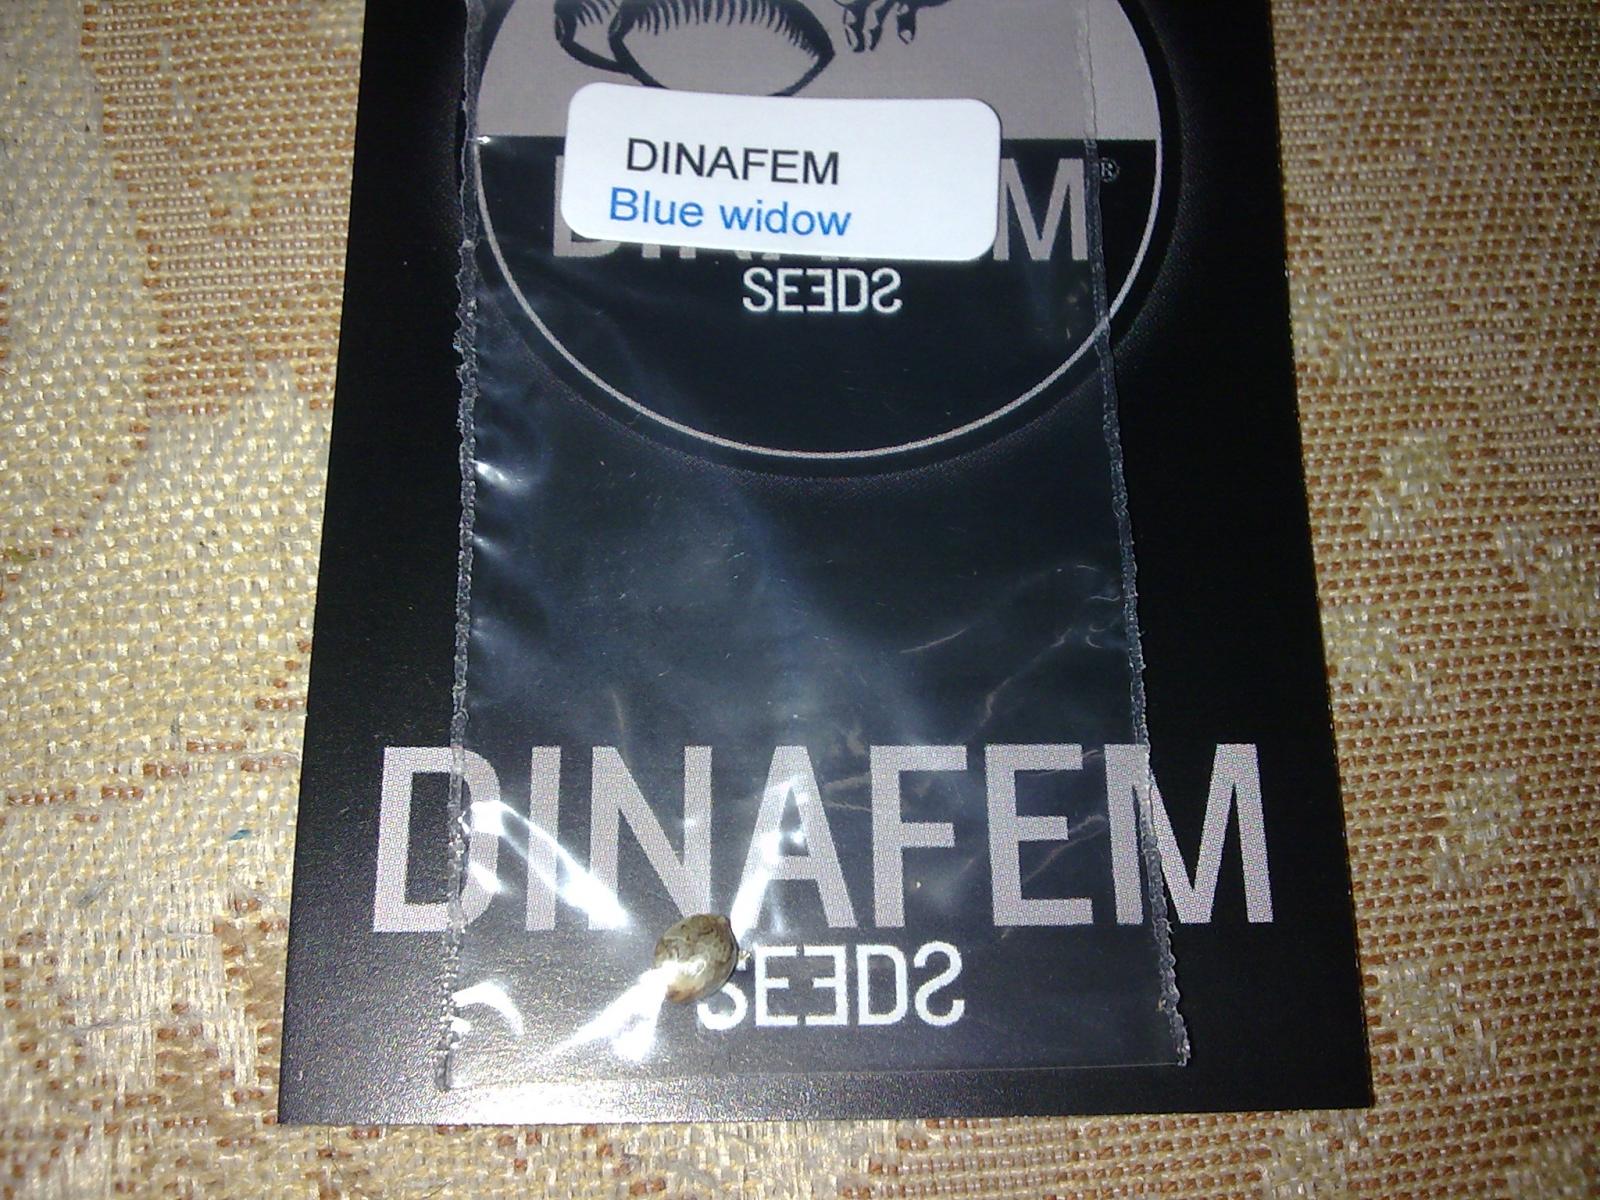 DINAFEM
Blue widow
M®
SEEDS
DINAFEM
SEEDS